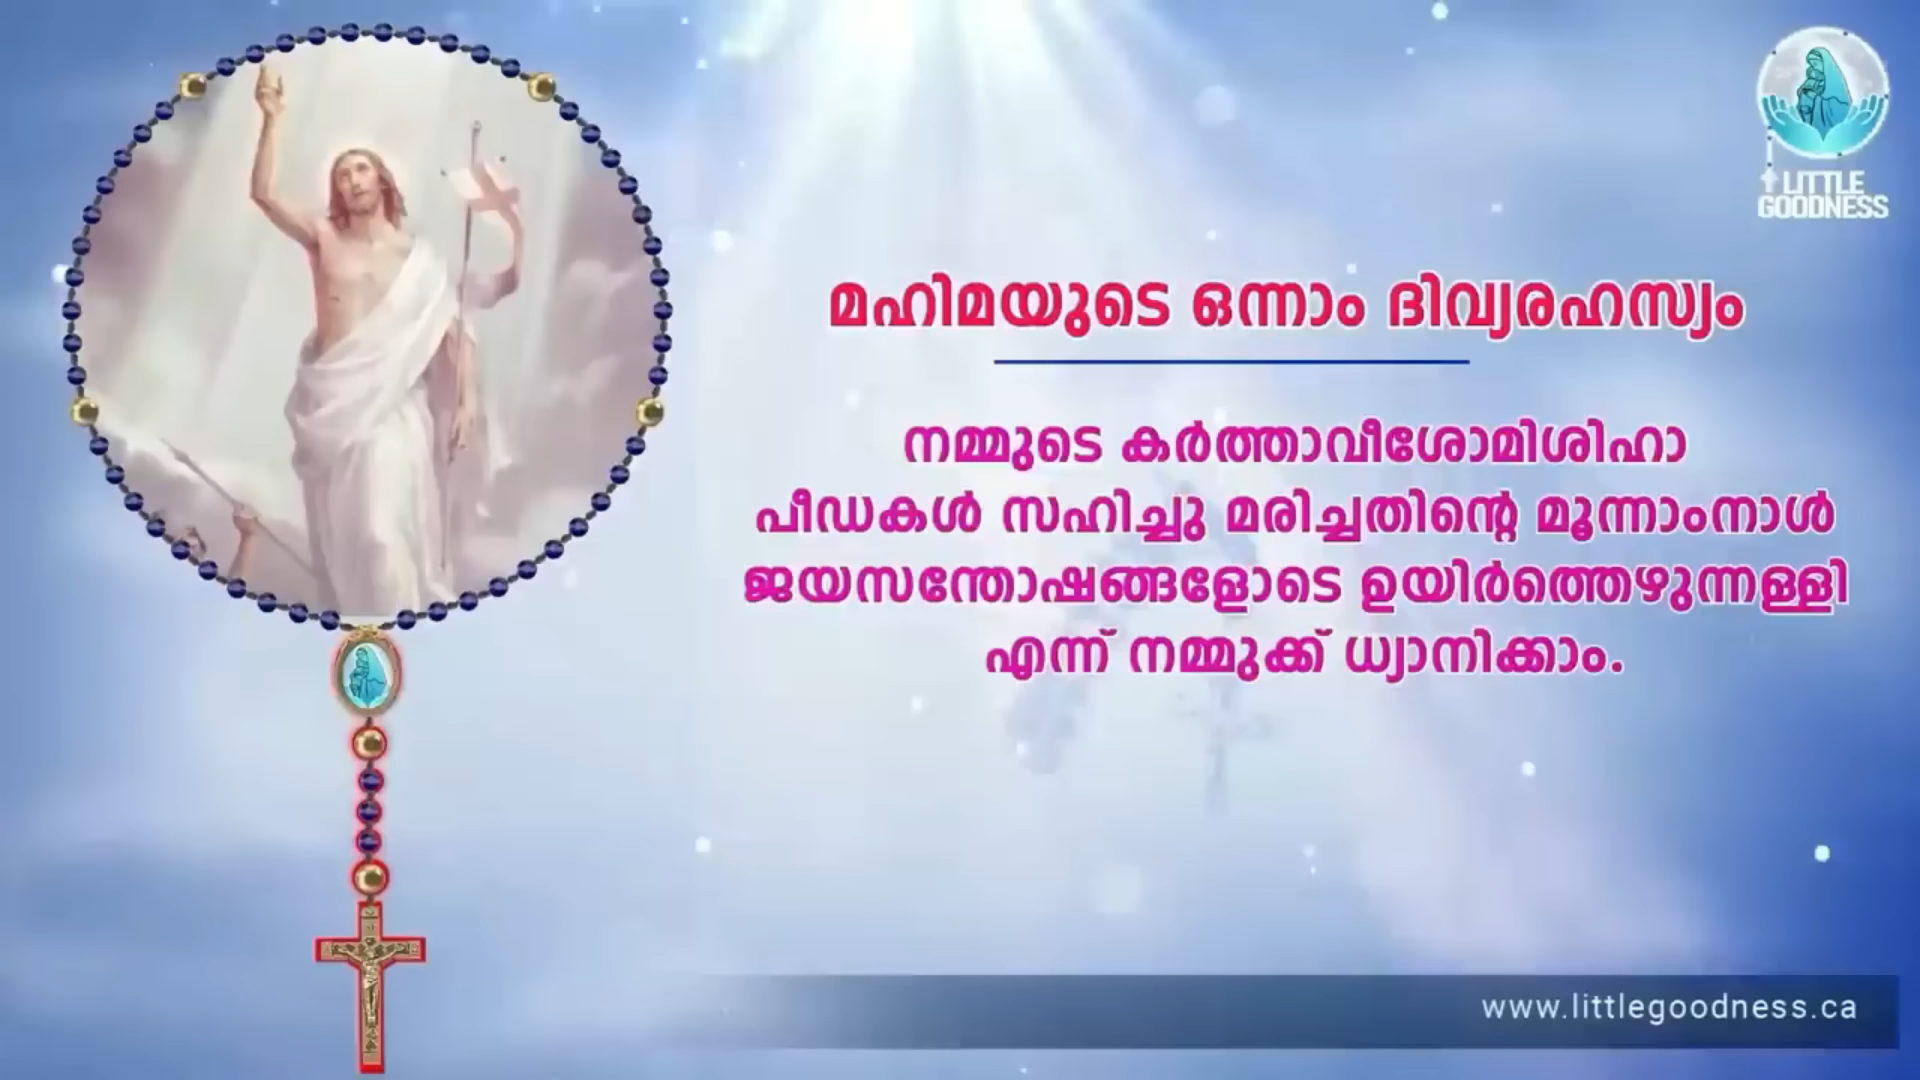 LITTLE
GOODNESS
മഹിമയുടെ ഒന്നാം ദിവ്യരഹസ്യം
നമ്മുടെ കർത്താവീശോമിശിഹാ
പീഡകൾ സഹിച്ചു മരിച്ചതിന്റെ മൂന്നാംനാൾ
ജയസന്തോഷങ്ങളോടെ ഉയിർത്തെഴുന്നള്ളി
എന്ന് നമ്മുക്ക് ധ്യാനിക്കാം.
www.littlegoodness.ca